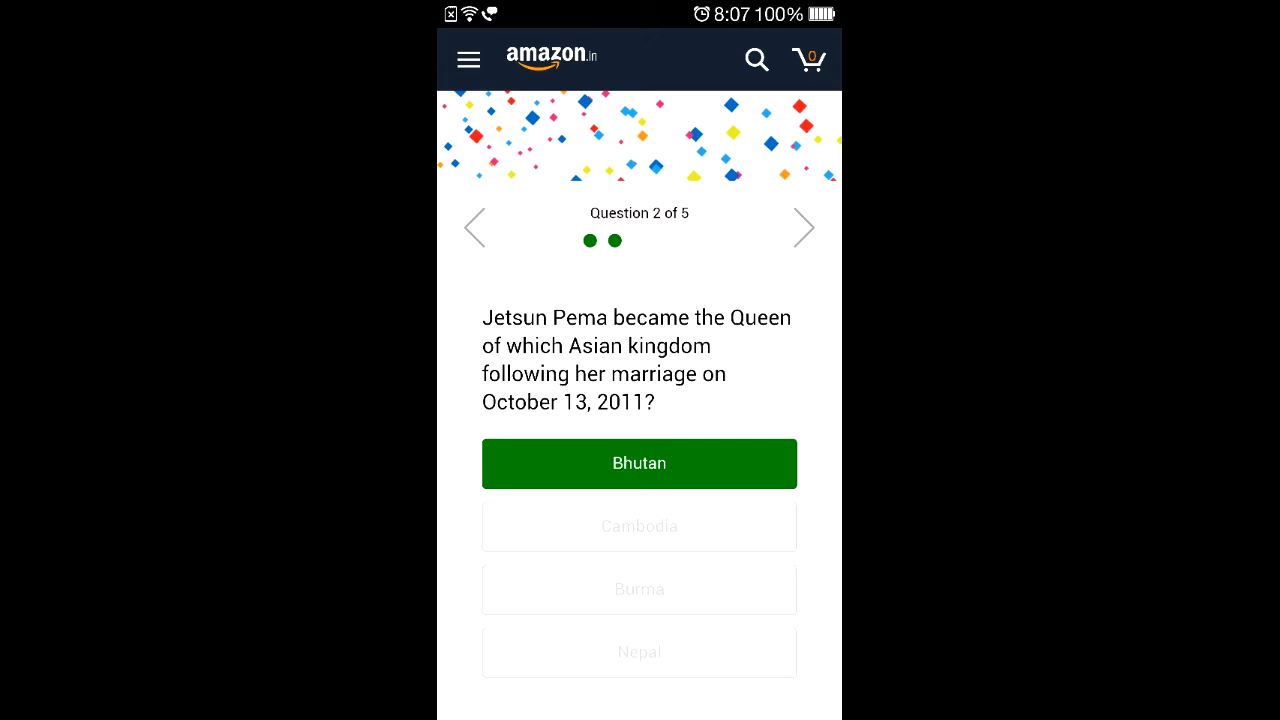 8:07 100%
amazon.in
0
Question 2 of 5
Jetsun Pema became the Queen
of which Asian kingdom
following her marriage on
October 13, 2011?
Bhutan
Cambodia
Burma
Nepal